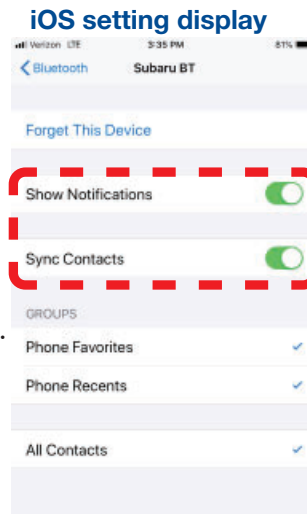 iOS setting display
Verizon LTE 3:35 PM 81%
Bluetooth Subaru BT
Forget This Device
Show Notifications
Sync Contacts
GROUPS
Phone Favorites
Phone Recents
All Contacts